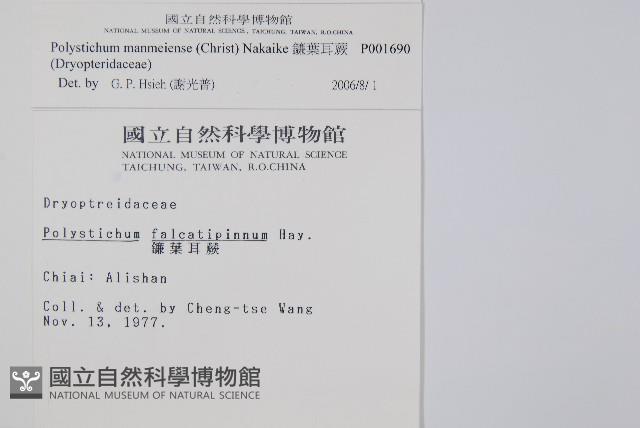 國立自然科學博物館
NATIONAL MUSEUM OF NATURAL SCIENCE, TAICHUNG, TAIWAN, R.O.CHINA
Polystichum manmeiense (Christ) Nakaike 鐮葉耳蕨 P001690
(Dryopteridaceae)
Det. by G. P. Hsieh (謝光普) 2006/8/1
國立自然科學博物館
NATIONAL MUSEUM OF NATURAL SCIENCE
TAICHUNG, TAIWAN, R.O.CHINA
Dryoptreidaceae
Polystichum falcatipinnum Hay.
鐮葉耳蕨
Chiai: Alishan
Coll. & det. by Cheng-tse Wang
Nov. 13, 1977.
國立自然科學博物館
NATIONAL MUSEUM OF NATURAL SCIENCE